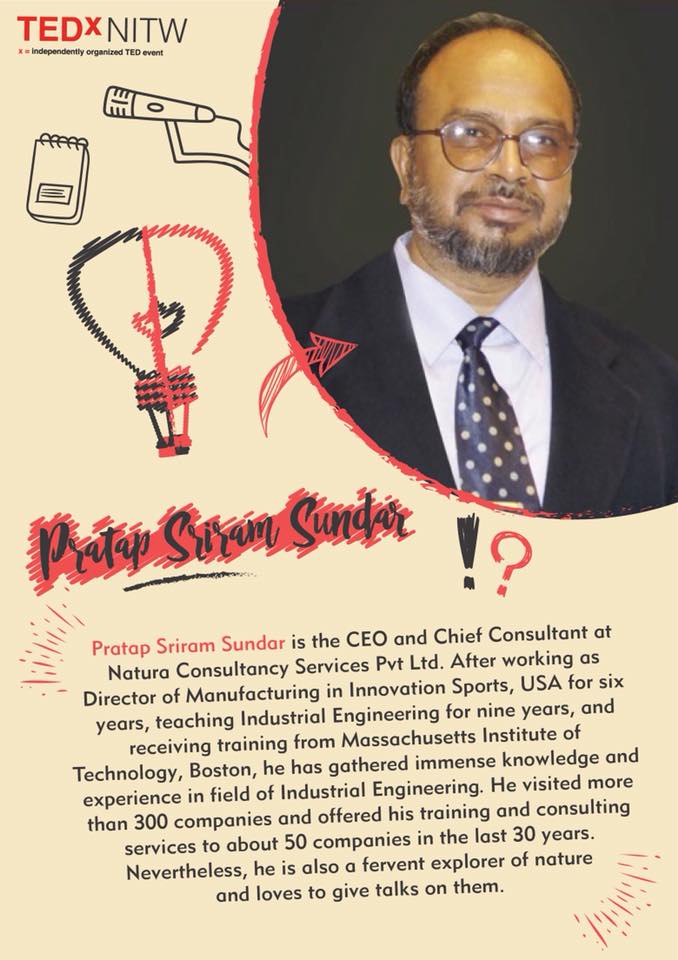 TEDxNITW
x = independently organized TED event
Pratap Sriram Sundar
! ?
Pratap Sriram Sundar is the CEO and Chief Consultant at
Natura Consultancy Services Pvt Ltd. After working as
Director of Manufacturing in Innovation Sports, USA for six
years, teaching Industrial Engineering for nine years, and
receiving training from Massachusetts Institute of
Technology, Boston, he has gathered immense knowledge and
experience in field of Industrial Engineering. He visited more
than 300 companies and offered his training and consulting
services to about 50 companies in the last 30 years.
Nevertheless, he is also a fervent explorer of nature
and loves to give talks on them.